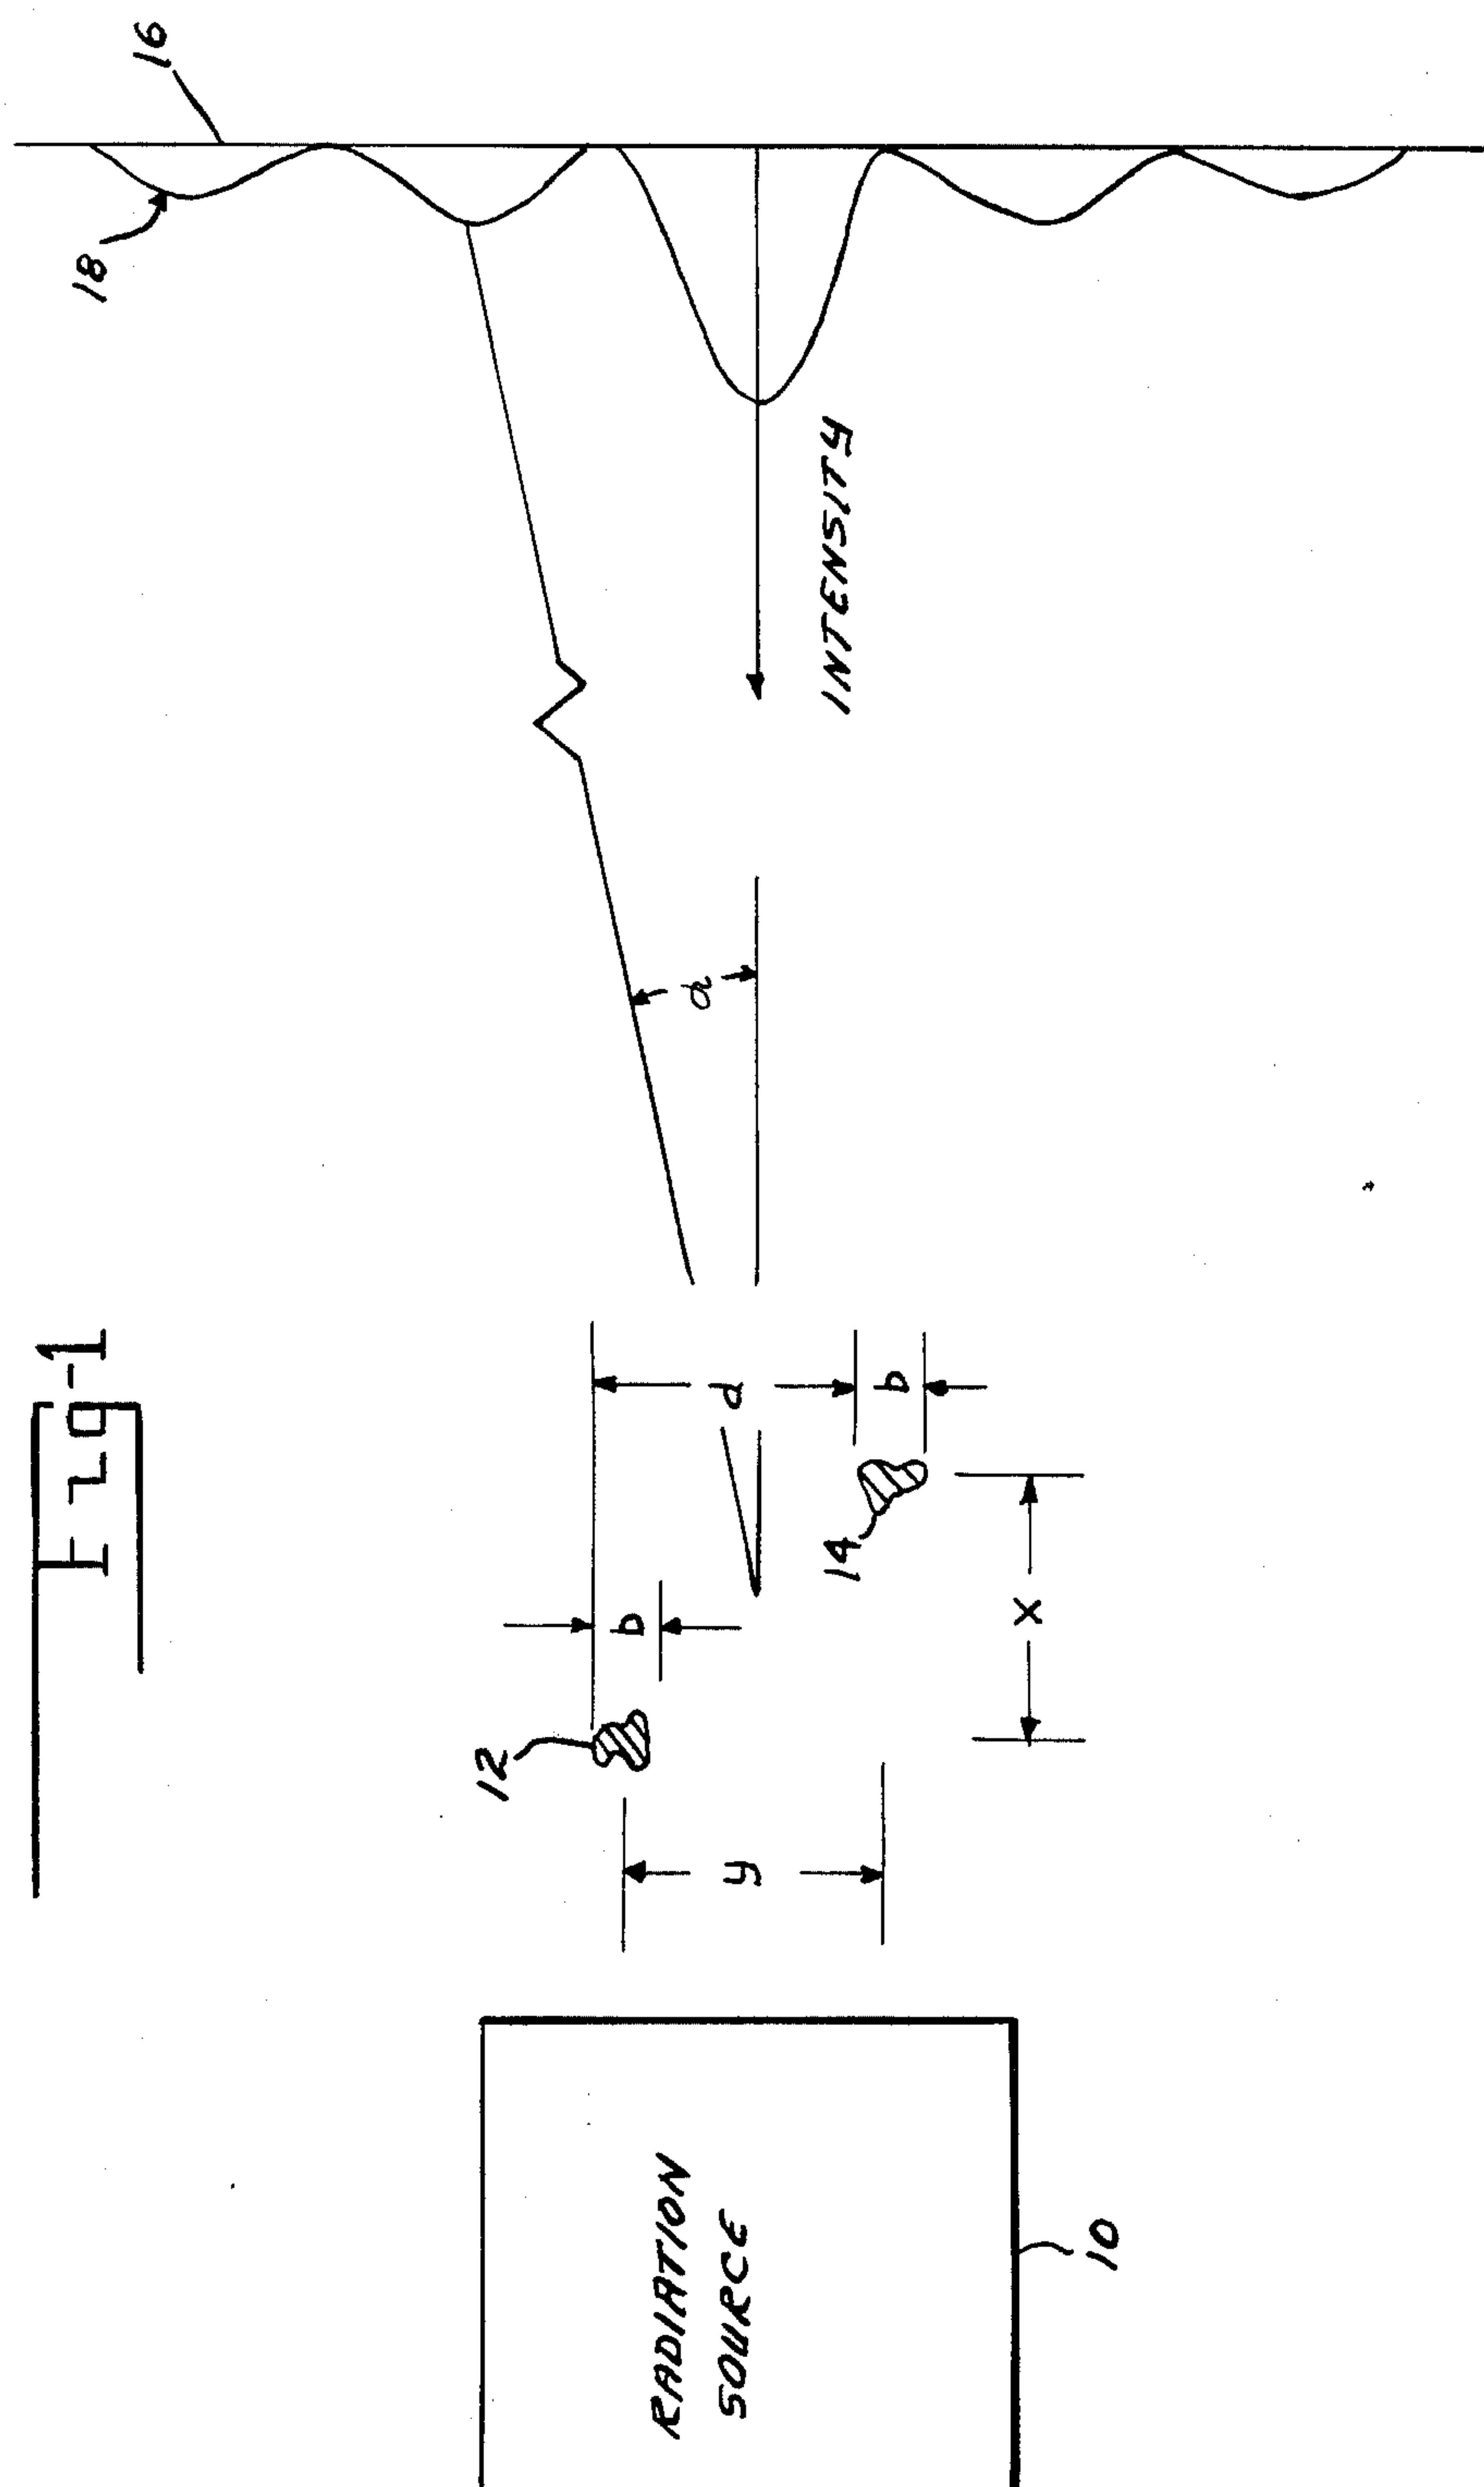 Fig-1
16
18
INTENSITY
a
d
b
b
14
12
x
y
RADIATION
SOURCE
10